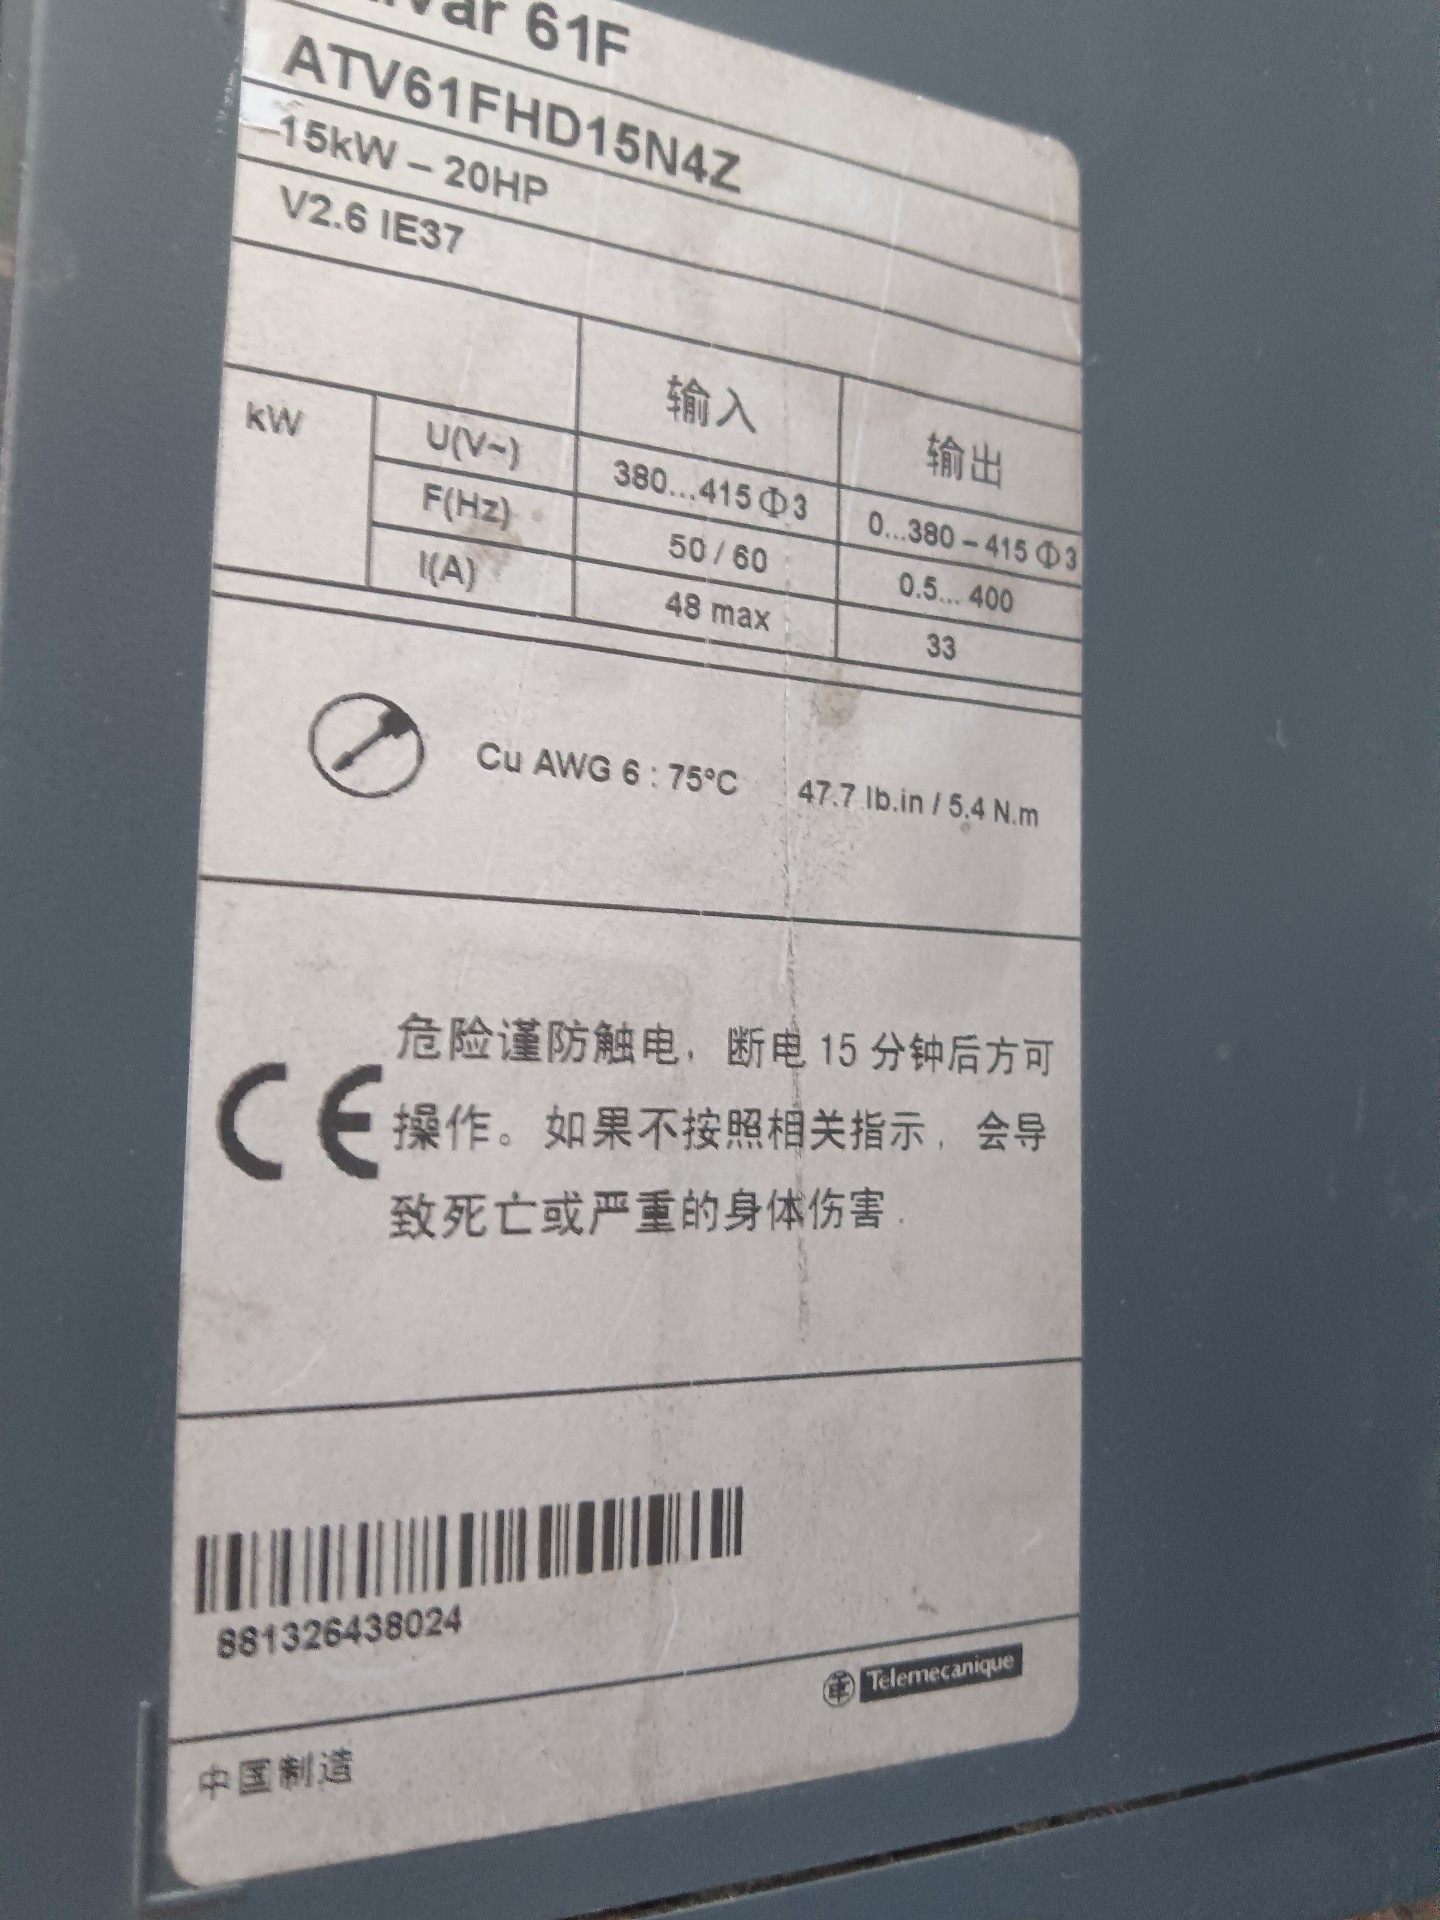 61F
ATV61FHD15N4Z
15kW – 20HP
V2.6 IE37
输入 输出
kW U(V~) 380...415Φ3 0...380 – 415Φ3
F(Hz) 50 / 60 0.5... 400
I(A) 48 max 33
Cu AWG 6 : 75°C 47.7 lb.in / 5.4 N.m
CE
危险谨防触电，断电 15 分钟后方可
操作。如果不按照相关指示，会导
致死亡或严重的身体伤害.
881326438024
Telemecanique
中国制造